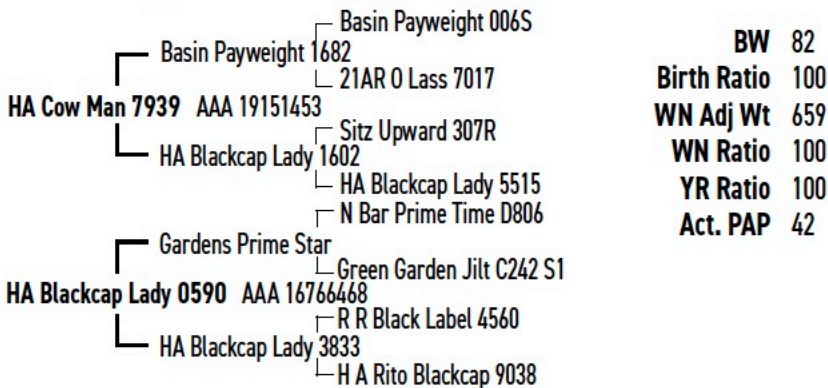 Basin Payweight 006S
Basin Payweight 1682
21AR O Lass 7017
HA Cow Man 7939 AAA 19151453
Sitz Upward 307R
HA Blackcap Lady 1602
HA Blackcap Lady 5515
N Bar Prime Time D806
Gardens Prime Star
Green Garden Jilt C242 S1
HA Blackcap Lady 0590 AAA 16766468
R R Black Label 4560
HA Blackcap Lady 3833
H A Rito Blackcap 9038
BW 82
Birth Ratio 100
WN Adj Wt 659
WN Ratio 100
YR Ratio 100
Act. PAP 42